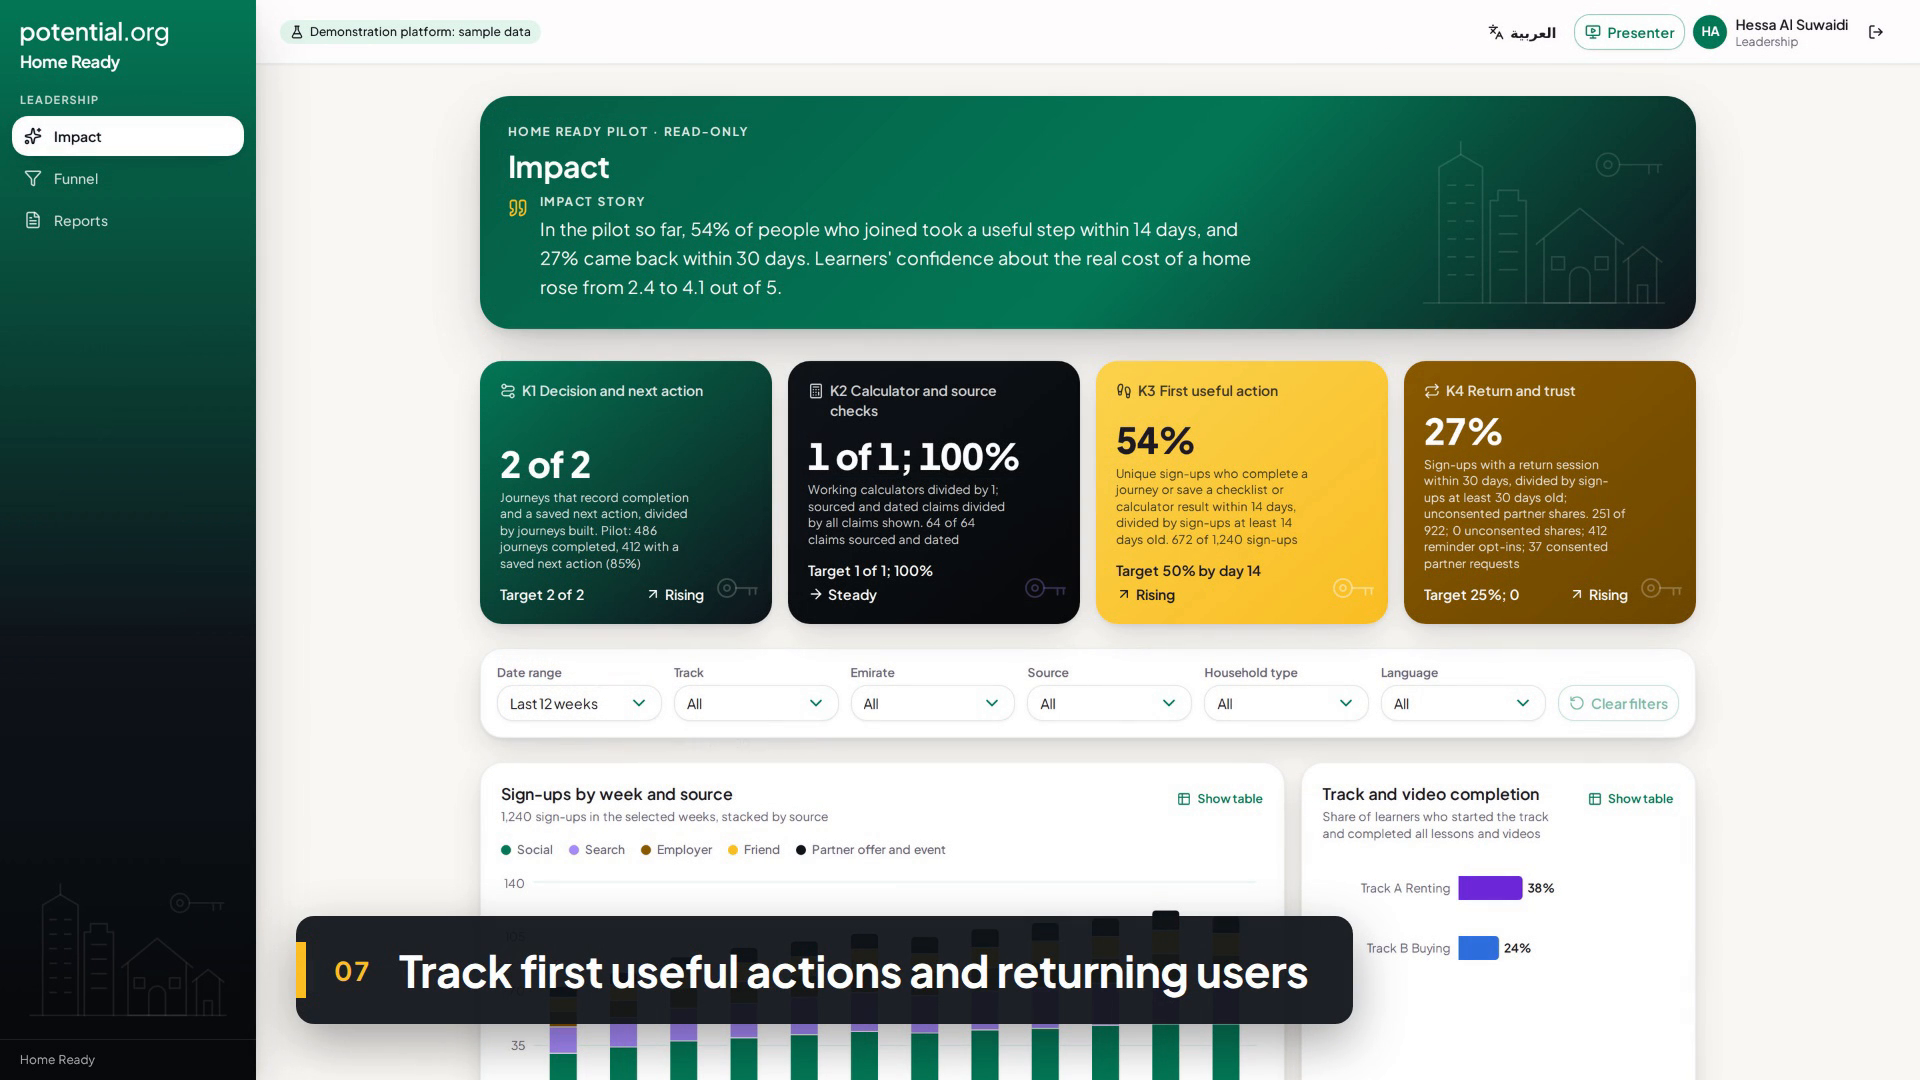 potential.org
Home Ready
LEADERSHIP
Impact
Funnel
Reports
Home Ready
Demonstration platform: sample data
العربية
Presenter
HA
Hessa Al Suwaidi
Leadership
HOME READY PILOT · READ-ONLY
Impact
IMPACT STORY
In the pilot so far, 54% of people who joined took a useful step within 14 days, and
27% came back within 30 days. Learners' confidence about the real cost of a home
rose from 2.4 to 4.1 out of 5.
K1 Decision and next action
2 of 2
Journeys that record completion
and a saved next action, divided
by journeys built. Pilot: 486
journeys completed, 412 with a
saved next action (85%)
Target 2 of 2
Rising
K2 Calculator and source
checks
1 of 1; 100%
Working calculators divided by 1;
sourced and dated claims divided
by all claims shown. 64 of 64
claims sourced and dated
Target 1 of 1; 100%
Steady
K3 First useful action
54%
Unique sign-ups who complete a
journey or save a checklist or
calculator result within 14 days,
divided by sign-ups at least 14
days old. 672 of 1,240 sign-ups
Target 50% by day 14
Rising
K4 Return and trust
27%
Sign-ups with a return session
within 30 days, divided by sign-
ups at least 30 days old;
unconsented partner shares. 251 of
922; 0 unconsented shares; 412
reminder opt-ins; 37 consented
partner requests
Target 25%; 0
Rising
Date range
Last 12 weeks
Track
All
Emirate
All
Source
All
Household type
All
Language
All
Clear filters
Sign-ups by week and source
Show table
1,240 sign-ups in the selected weeks, stacked by source
Social
Search
Employer
Friend
Partner offer and event
140
105
35
Track and video completion
Show table
Share of learners who started the track
and completed all lessons and videos
Track A Renting
38%
Track B Buying
24%
07 Track first useful actions and returning users